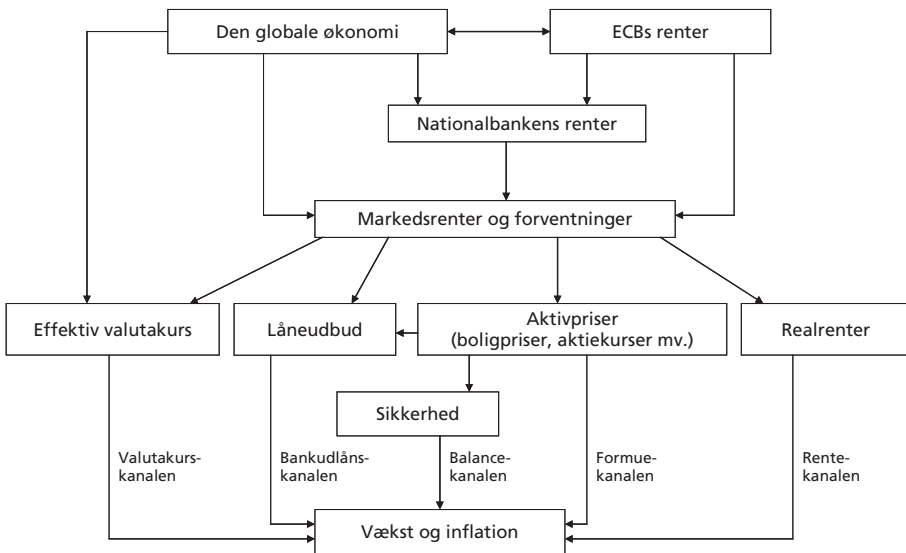 Den globale økonomi
ECBs renter
Nationalbankens renter
Markedsrenter og forventninger
Effektiv valutakurs
Låneudbud
Aktivpriser
(boligpriser, aktiekurser mv.)
Realrenter
Sikkerhed
Valutakurs-
kanalen
Bankudlåns-
kanalen
Balance-
kanalen
Formue-
kanalen
Rente-
kanalen
Vækst og inflation